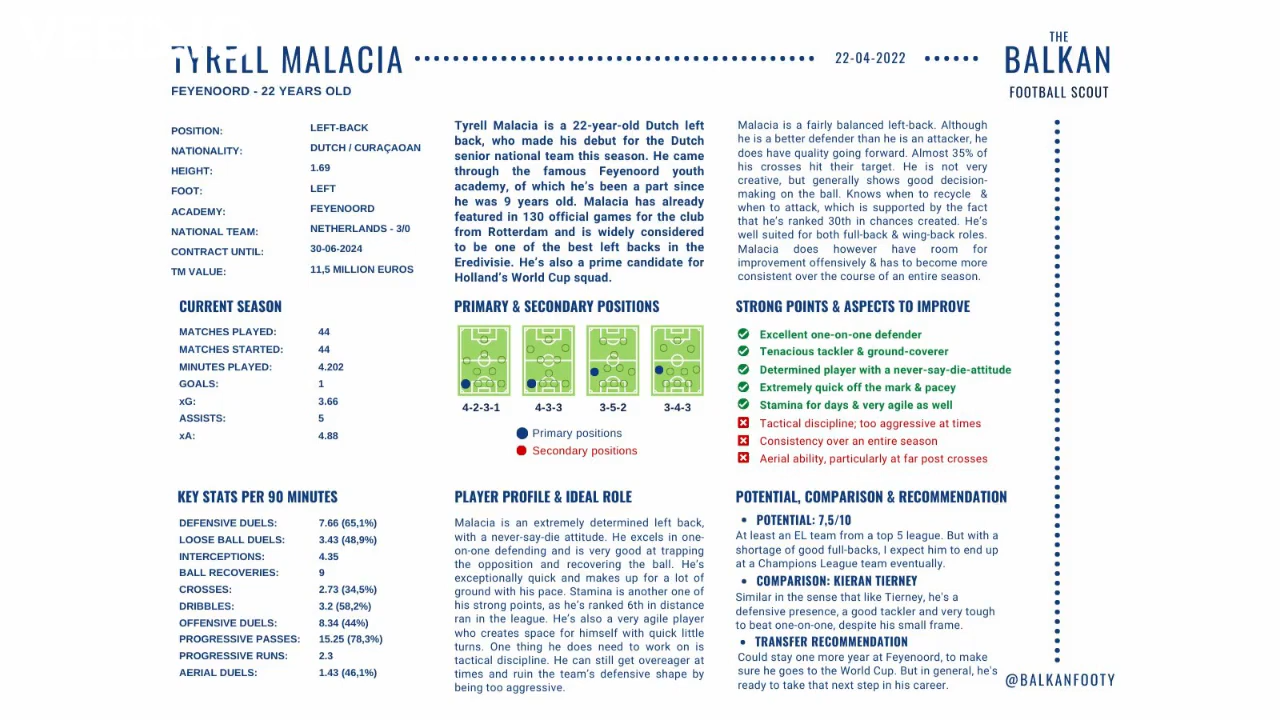 TYRELL MALACIA
22-04-2022
THE
BALKAN
FOOTBALL SCOUT
FEYENOORD - 22 YEARS OLD
POSITION: LEFT-BACK
NATIONALITY: DUTCH / CURAÇAOAN
HEIGHT: 1.69
FOOT: LEFT
ACADEMY: FEYENOORD
NATIONAL TEAM: NETHERLANDS - 3/0
CONTRACT UNTIL: 30-06-2024
TM VALUE: 11,5 MILLION EUROS
Tyrell Malacia is a 22-year-old Dutch left
back, who made his debut for the Dutch
senior national team this season. He came
through the famous Feyenoord youth
academy, of which he's been a part since
he was 9 years old. Malacia has already
featured in 130 official games for the club
from Rotterdam and is widely considered
to be one of the best left backs in the
Eredivisie. He's also a prime candidate for
Holland's World Cup squad.
Malacia is a fairly balanced left-back. Although
he is a better defender than he is an attacker, he
does have quality going forward. Almost 35% of
his crosses hit their target. He is not very
creative, but generally shows good decision-
making on the ball. Knows when to recycle &
when to attack, which is supported by the fact
that he's ranked 30th in chances created. He's
well suited for both full-back & wing-back roles.
Malacia does however have room for
improvement offensively & has to become more
consistent over the course of an entire season.
CURRENT SEASON
MATCHES PLAYED: 44
MATCHES STARTED: 44
MINUTES PLAYED: 4.202
GOALS: 1
xG: 3.66
ASSISTS: 5
xA: 4.88
PRIMARY & SECONDARY POSITIONS
4-2-3-1 4-3-3 3-5-2 3-4-3
Primary positions
Secondary positions
STRONG POINTS & ASPECTS TO IMPROVE
Excellent one-on-one defender
Tenacious tackler & ground-coverer
Determined player with a never-say-die-attitude
Extremely quick off the mark & pacey
Stamina for days & very agile as well
Tactical discipline; too aggressive at times
Consistency over an entire season
Aerial ability, particularly at far post crosses
KEY STATS PER 90 MINUTES
DEFENSIVE DUELS: 7.66 (65,1%)
LOOSE BALL DUELS: 3.43 (48,9%)
INTERCEPTIONS: 4.35
BALL RECOVERIES: 9
CROSSES: 2.73 (34,5%)
DRIBBLES: 3.2 (58,2%)
OFFENSIVE DUELS: 8.34 (44%)
PROGRESSIVE PASSES: 15.25 (78,3%)
PROGRESSIVE RUNS: 2.3
AERIAL DUELS: 1.43 (46,1%)
PLAYER PROFILE & IDEAL ROLE
Malacia is an extremely determined left back,
with a never-say-die attitude. He excels in one-
on-one defending and is very good at trapping
the opposition and recovering the ball. He's
exceptionally quick and makes up for a lot of
ground with his pace. Stamina is another one of
his strong points, as he's ranked 6th in distance
ran in the league. He's also a very agile player
who creates space for himself with quick little
turns. One thing he does need to work on is
tactical discipline. He can still get overeager at
times and ruin the team's defensive shape by
being too aggressive.
POTENTIAL, COMPARISON & RECOMMENDATION
• POTENTIAL: 7,5/10
At least an EL team from a top 5 league. But with a
shortage of good full-backs, I expect him to end up
at a Champions League team eventually.
• COMPARISON: KIERAN TIERNEY
Similar in the sense that like Tierney, he's a
defensive presence, a good tackler and very tough
to beat one-on-one, despite his small frame.
• TRANSFER RECOMMENDATION
Could stay one more year at Feyenoord, to make
sure he goes to the World Cup. But in general, he's
ready to take that next step in his career.
@BALKANFOOTY